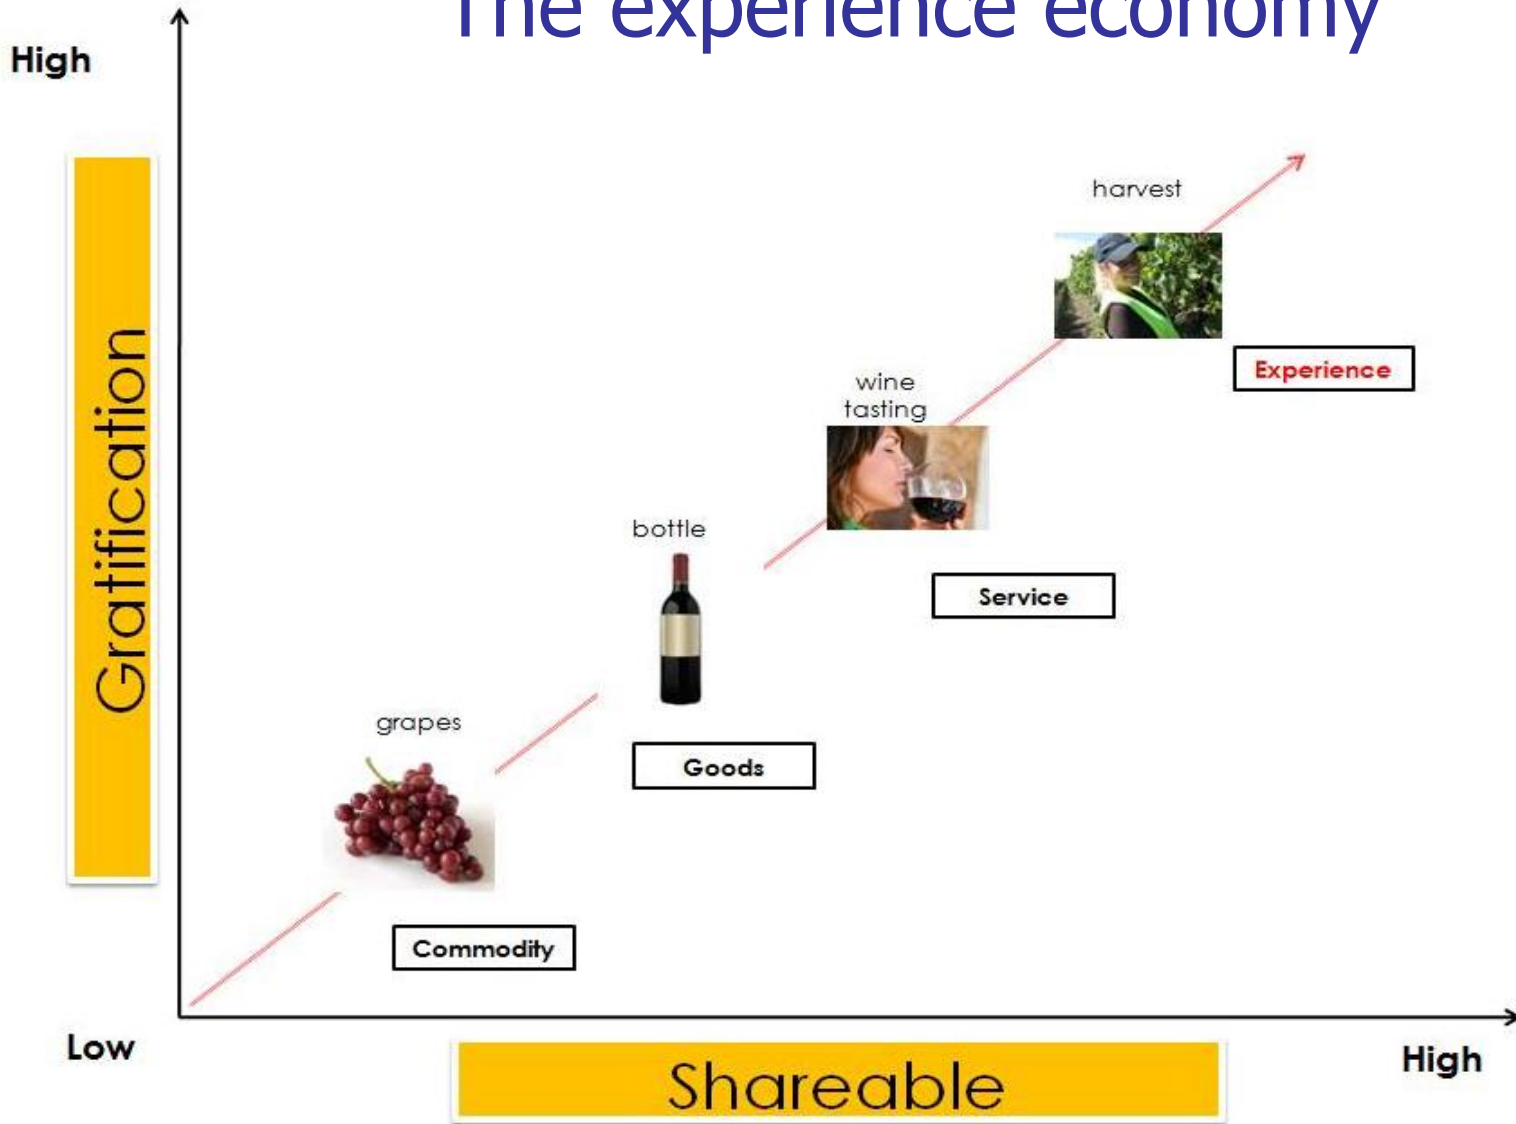 The experience economy
High
harvest
Experience
wine
tasting
Gratification
bottle
Service
grapes
Goods
Commodity
Low
High
Shareable